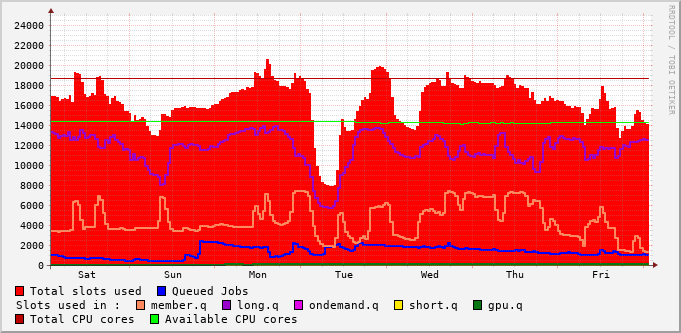 24000
22000
20000
18000
16000
14000
12000
10000
8000
6000
4000
2000
0
Sat Sun Mon Tue Wed Thu Fri
RRDTOOL / TOBI OETIKER
Total slots used Queued Jobs
Slots used in : member.q long.q ondemand.q short.q gpu.q
Total CPU cores Available CPU cores